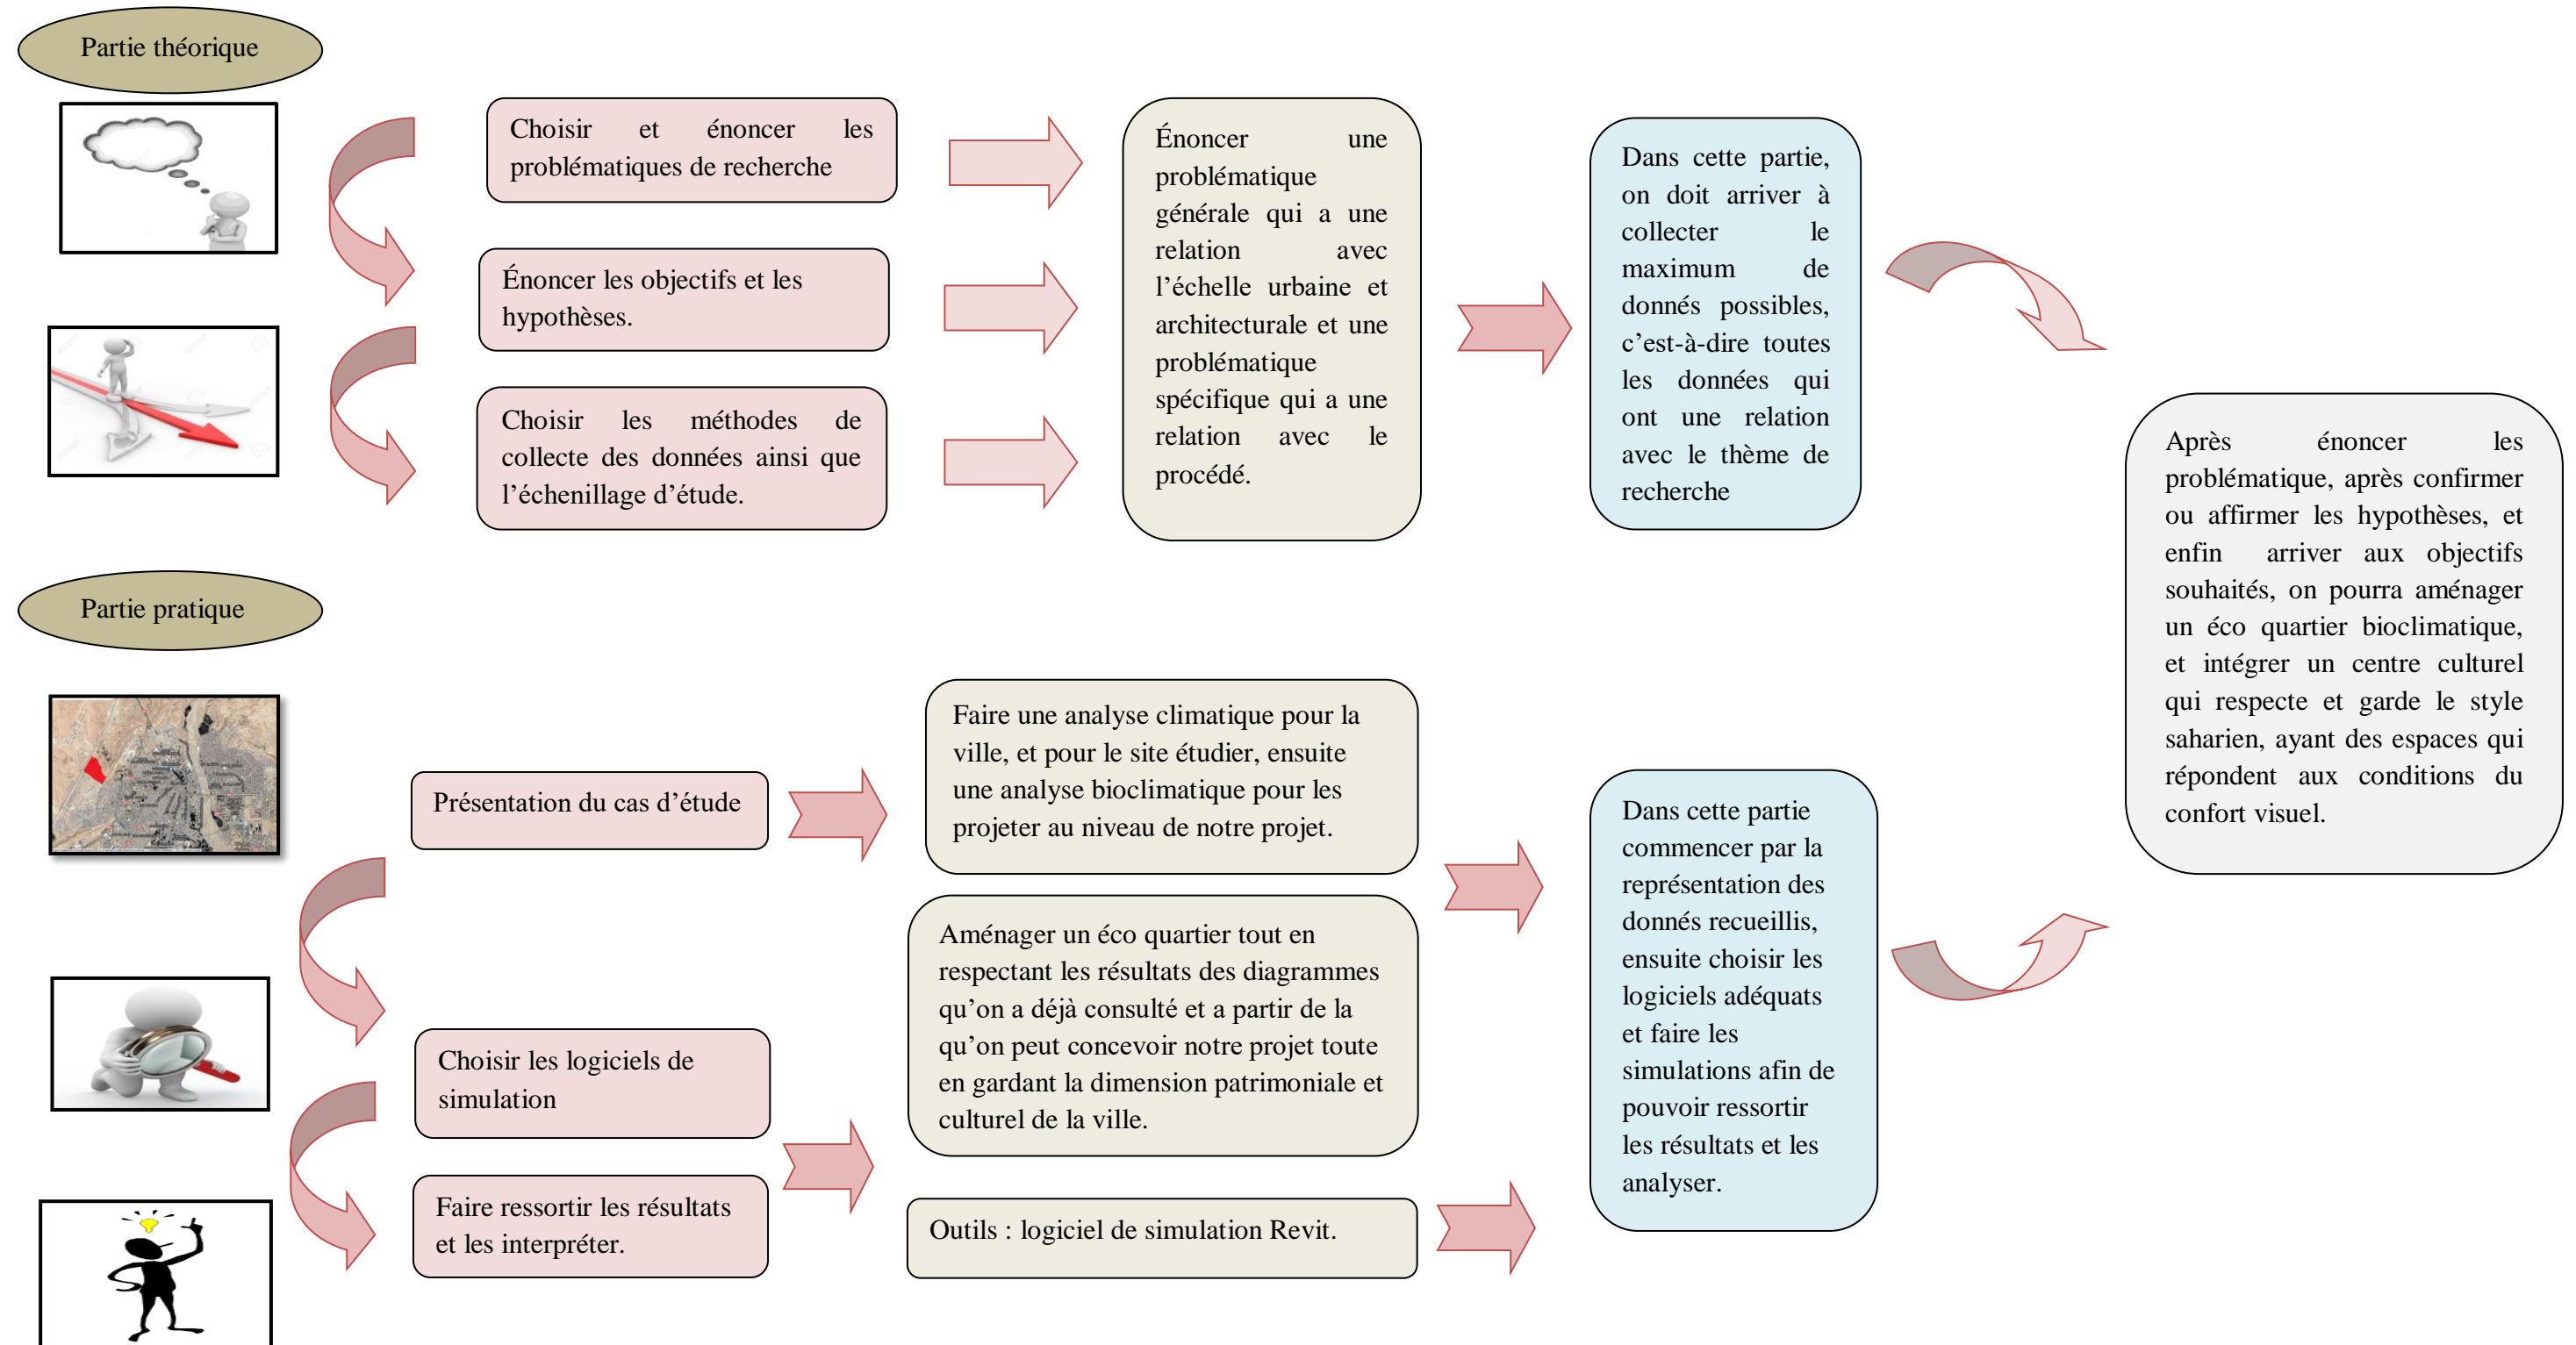 Partie théorique
Choisir et énoncer les
problématiques de recherche
Énoncer les objectifs et les
hypothèses.
Choisir les méthodes de
collecte des données ainsi que
l’échenillage d’étude.
Énoncer une
problématique
générale qui a une
relation avec
l’échelle urbaine et
architecturale et une
problématique
spécifique qui a une
relation avec le
procédé.
Dans cette partie,
on doit arriver à
collecter le
maximum de
donnés possibles,
c’est-à-dire toutes
les données qui
ont une relation
avec le thème de
recherche
Après énoncer les
problématique, après confirmer
ou affirmer les hypothèses, et
enfin arriver aux objectifs
souhaités, on pourra aménager
un éco quartier bioclimatique,
et intégrer un centre culturel
qui respecte et garde le style
saharien, ayant des espaces qui
répondent aux conditions du
confort visuel.
Partie pratique
Présentation du cas d’étude
Choisir les logiciels de
simulation
Faire ressortir les résultats
et les interpréter.
Faire une analyse climatique pour la
ville, et pour le site étudier, ensuite
une analyse bioclimatique pour les
projeter au niveau de notre projet.
Aménager un éco quartier tout en
respectant les résultats des diagrammes
qu’on a déjà consulté et a partir de la
qu’on peut concevoir notre projet toute
en gardant la dimension patrimoniale et
culturel de la ville.
Outils : logiciel de simulation Revit.
Dans cette partie
commencer par la
représentation des
donnés recueillis,
ensuite choisir les
logiciels adéquats
et faire les
simulations afin de
pouvoir ressortir
les résultats et les
analyser.